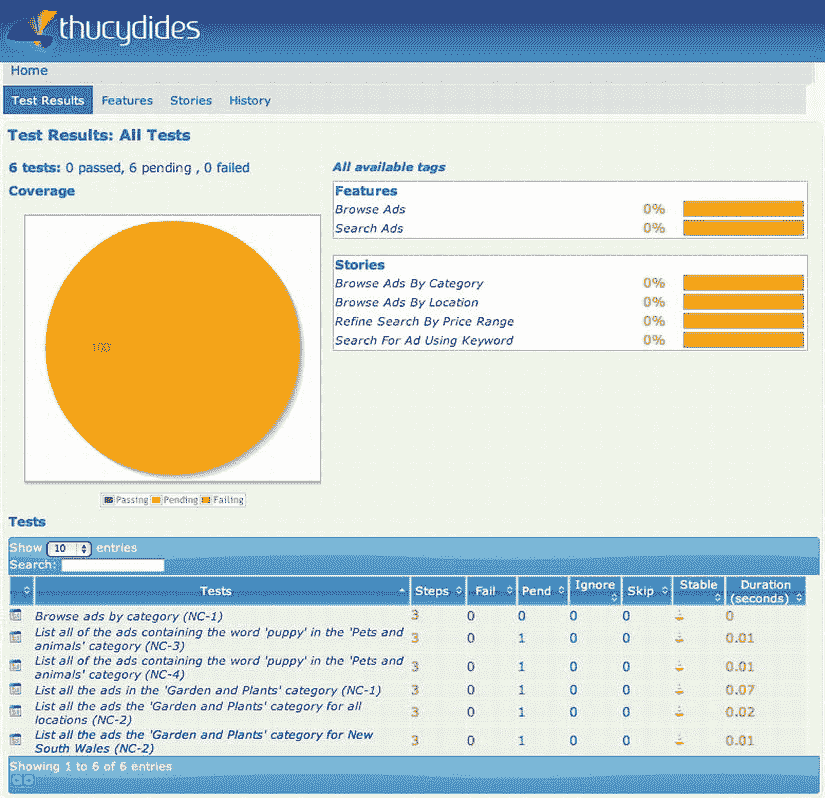 thucydides
Home
Test Results Features Stories History
Test Results: All Tests
6 tests: 0 passed, 6 pending , 0 failed
Coverage
100
Passing Pending Failing
All available tags
Features
Browse Ads 0%
Search Ads 0%
Stories
Browse Ads By Category 0%
Browse Ads By Location 0%
Refine Search By Price Range 0%
Search For Ad Using Keyword 0%
Tests
Show 10 entries
Search:
Tests Steps Fail Pend Ignore Skip Stable Duration
(seconds)
Browse ads by category (NC-1) 3 0 0 0 0 0
List all of the ads containing the word 'puppy' in the 'Pets and
animals' category (NC-3) 3 0 1 0 0 0.01
List all of the ads containing the word 'puppy' in the 'Pets and
animals' category (NC-4) 3 0 1 0 0 0.01
List all the ads in the 'Garden and Plants' category (NC-1) 3 0 1 0 0 0.07
List all the ads the 'Garden and Plants' category for all
locations (NC-2) 3 0 1 0 0 0.02
List all the ads the 'Garden and Plants' category for New
South Wales (NC-2) 3 0 1 0 0 0.01
Showing 1 to 6 of 6 entries